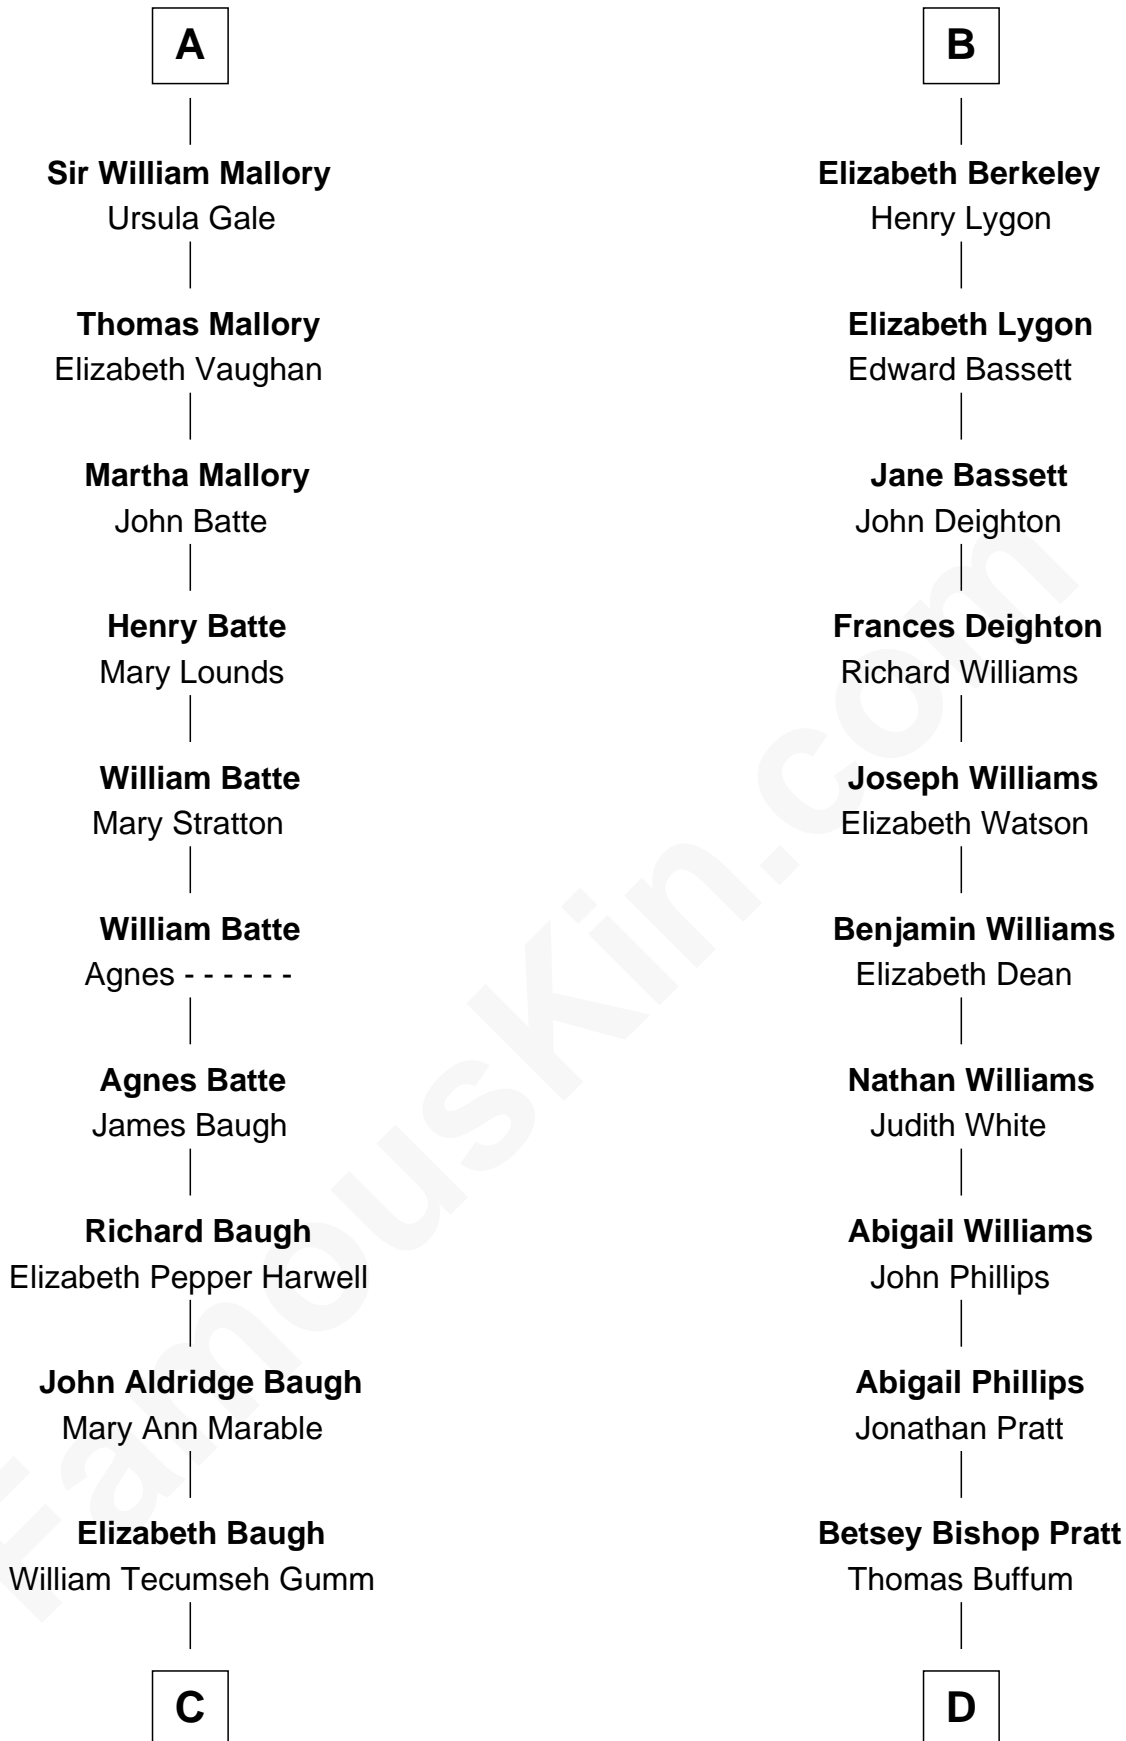 A
Sir William Mallory
Ursula Gale
Thomas Mallory
Elizabeth Vaughan
Martha Mallory
John Batte
Henry Batte
Mary Lounds
William Batte
Mary Stratton
William Batte
Agnes - - - - - -
Agnes Batte
James Baugh
Richard Baugh
Elizabeth Pepper Harwell
John Aldridge Baugh
Mary Ann Marable
Elizabeth Baugh
William Tecumseh Gumm
C
B
Elizabeth Berkeley
Henry Lygon
Elizabeth Lygon
Edward Bassett
Jane Bassett
John Deighton
Frances Deighton
Richard Williams
Joseph Williams
Elizabeth Watson
Benjamin Williams
Elizabeth Dean
Nathan Williams
Judith White
Abigail Williams
John Phillips
Abigail Phillips
Jonathan Pratt
Betsey Bishop Pratt
Thomas Buffum
D
FamousKin.com